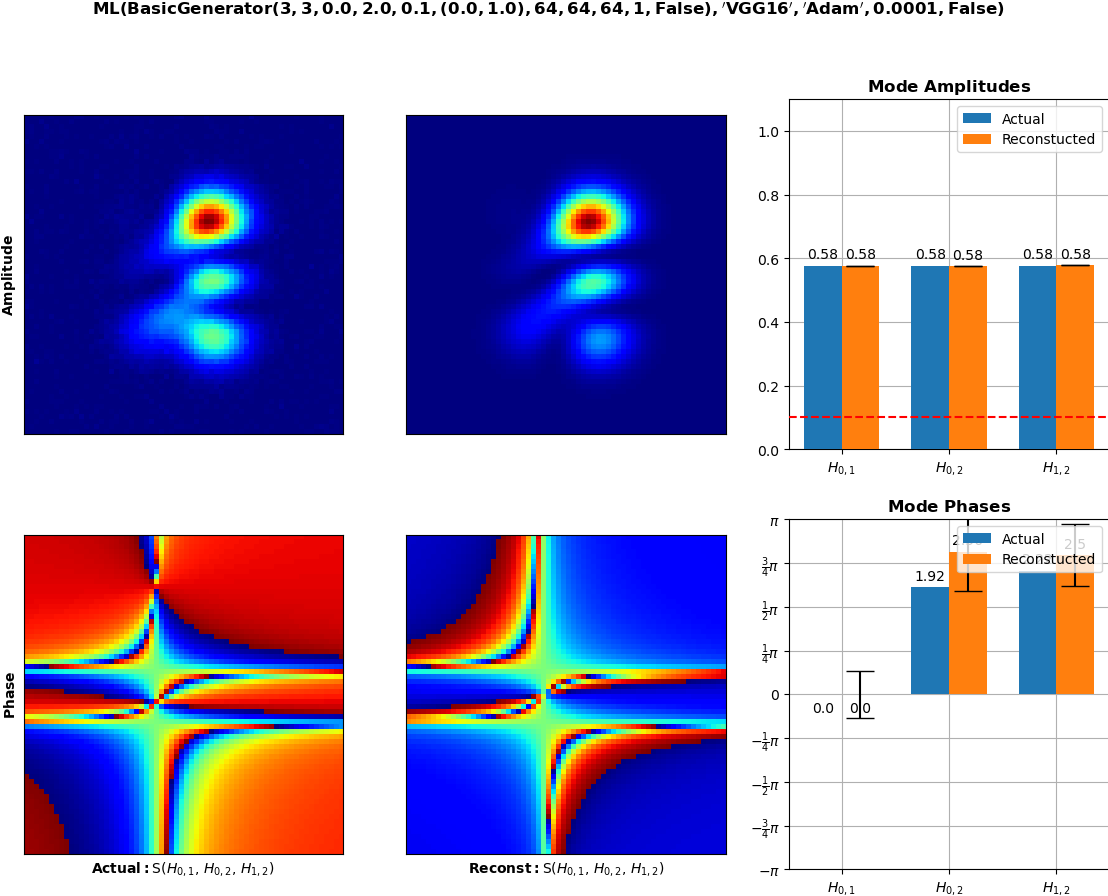 ML(BasicGenerator(3, 3, 0.0, 2.0, 0.1, (0.0, 1.0), 64, 64, 64, 1, False), ′VGG16′, ′Adam′, 0.0001, False)
Amplitude
Mode Amplitudes
Actual
Reconstucted
1.0
0.8
0.6
0.4
0.2
0.0
0.58 0.58
0.58 0.58
0.58 0.58
H0,1
H0,2
H1,2
Phase
Actual: S(H0,1, H0,2, H1,2)
Reconst: S(H0,1, H0,2, H1,2)
Mode Phases
Actual
Reconstucted
π
3/4π
1/2π
1/4π
0
−1/4π
−1/2π
−3/4π
−π
0.0 0.0
1.92
2.5
H0,1
H0,2
H1,2